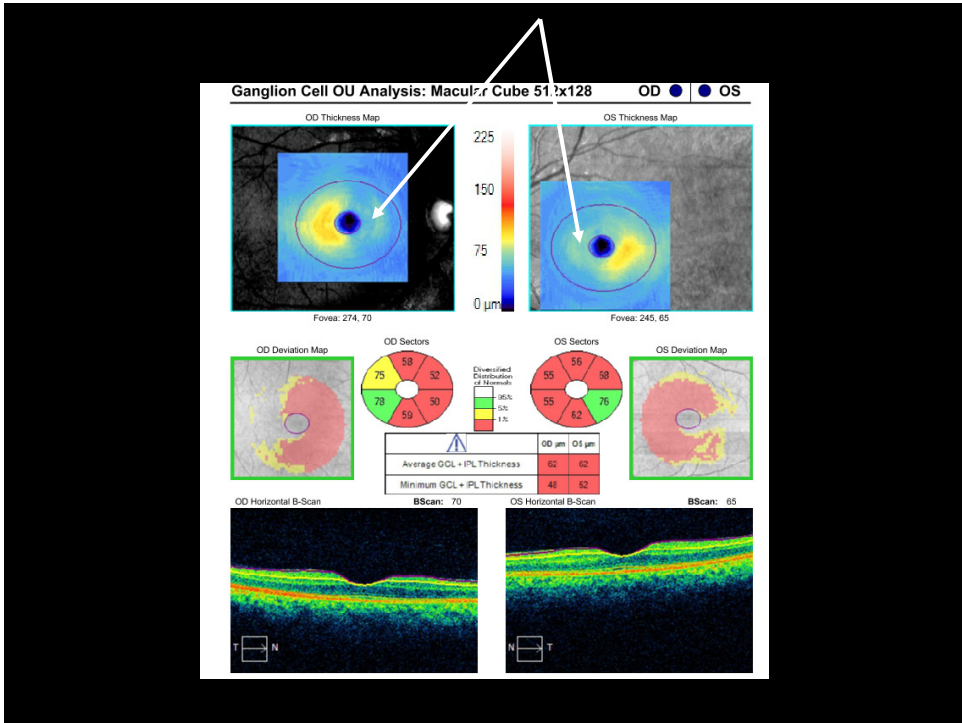 Ganglion Cell OU Analysis: Macular Cube 512x128 OD OS
OD Thickness Map OS Thickness Map
225
150
75
0 µm
Fovea: 274, 70 Fovea: 245, 65
OD Deviation Map OD Sectors OS Sectors OS Deviation Map
58
75 52
78 50
59
Diversified
Distribution
of Normals
95%
5%
1%
56
55 68
55 76
62
OD µm OS µm
Average GCL + IPL Thickness 62 62
Minimum GCL + IPL Thickness 48 52
OD Horizontal B-Scan BScan: 70 OS Horizontal B-Scan BScan: 65
T N N T